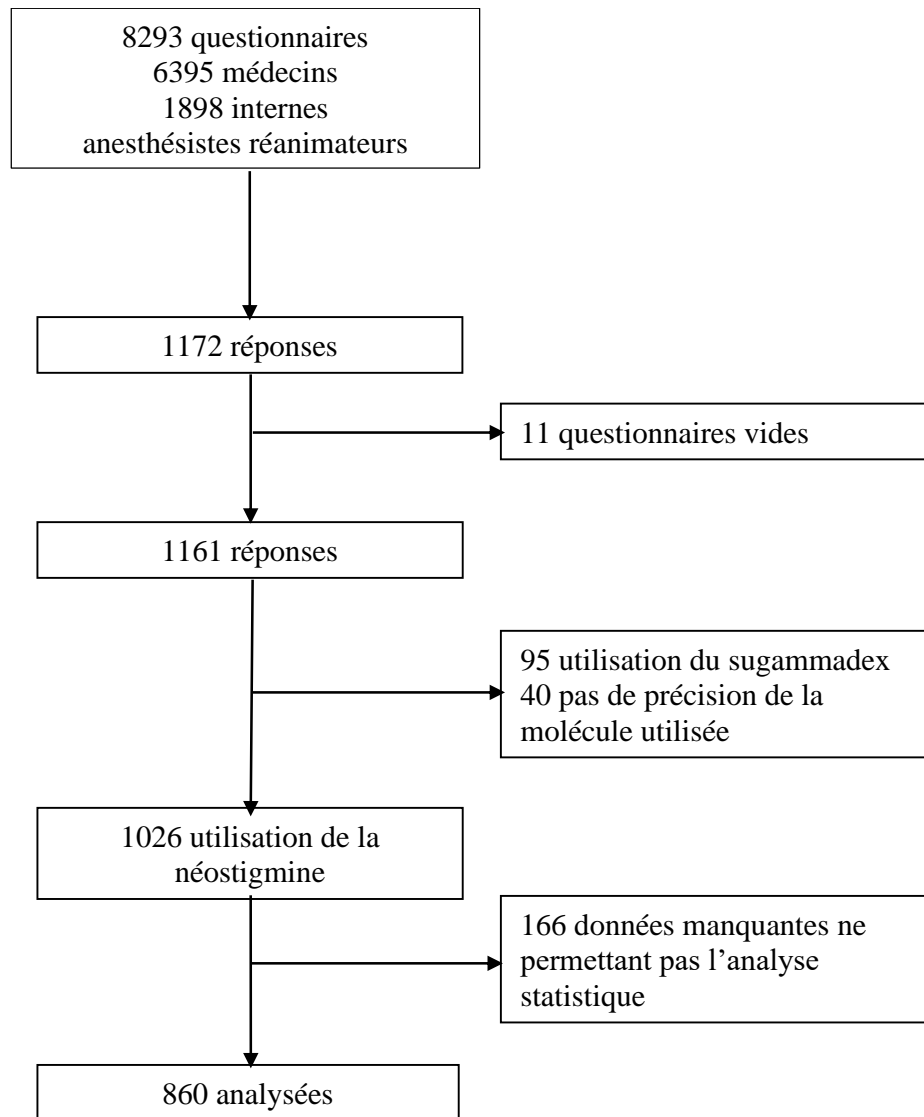 8293 questionnaires
6395 médecins
1898 internes
anesthésistes réanimateurs
1172 réponses
11 questionnaires vides
1161 réponses
95 utilisation du sugammadex
40 pas de précision de la
molécule utilisée
1026 utilisation de la
néostigmine
166 données manquantes ne
permettant pas l’analyse
statistique
860 analysées